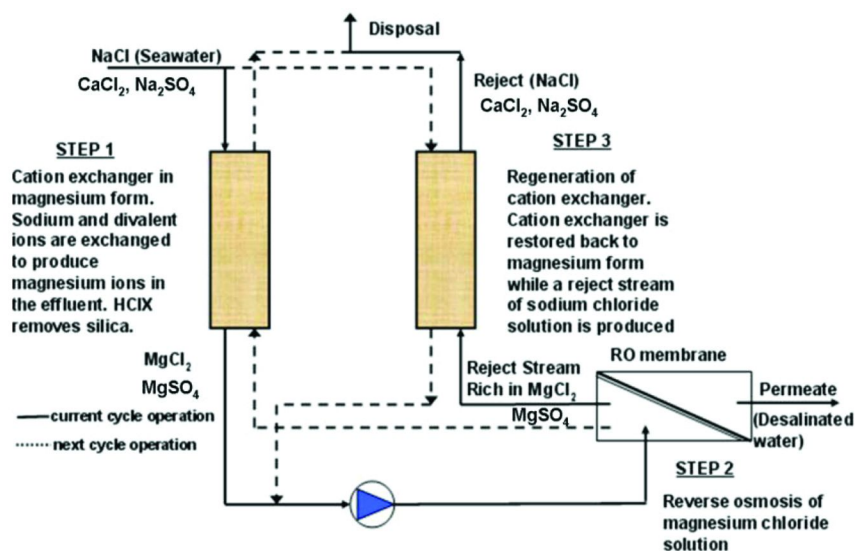 Disposal
NaCl (Seawater)
CaCl₂, Na₂SO₄
Reject (NaCl)
CaCl₂, Na₂SO₄
STEP 1
Cation exchanger in
magnesium form.
Sodium and divalent
ions are exchanged
to produce
magnesium ions in
the effluent. HCIX
removes silica.
STEP 3
Regeneration of
cation exchanger.
Cation exchanger is
restored back to
magnesium form
while a reject stream
of sodium chloride
solution is produced
MgCl₂
MgSO₄
current cycle operation
next cycle operation
Reject Stream
Rich in MgCl₂
MgSO₄
RO membrane
Permeate
(Desalinated
water)
STEP 2
Reverse osmosis of
magnesium chloride
solution